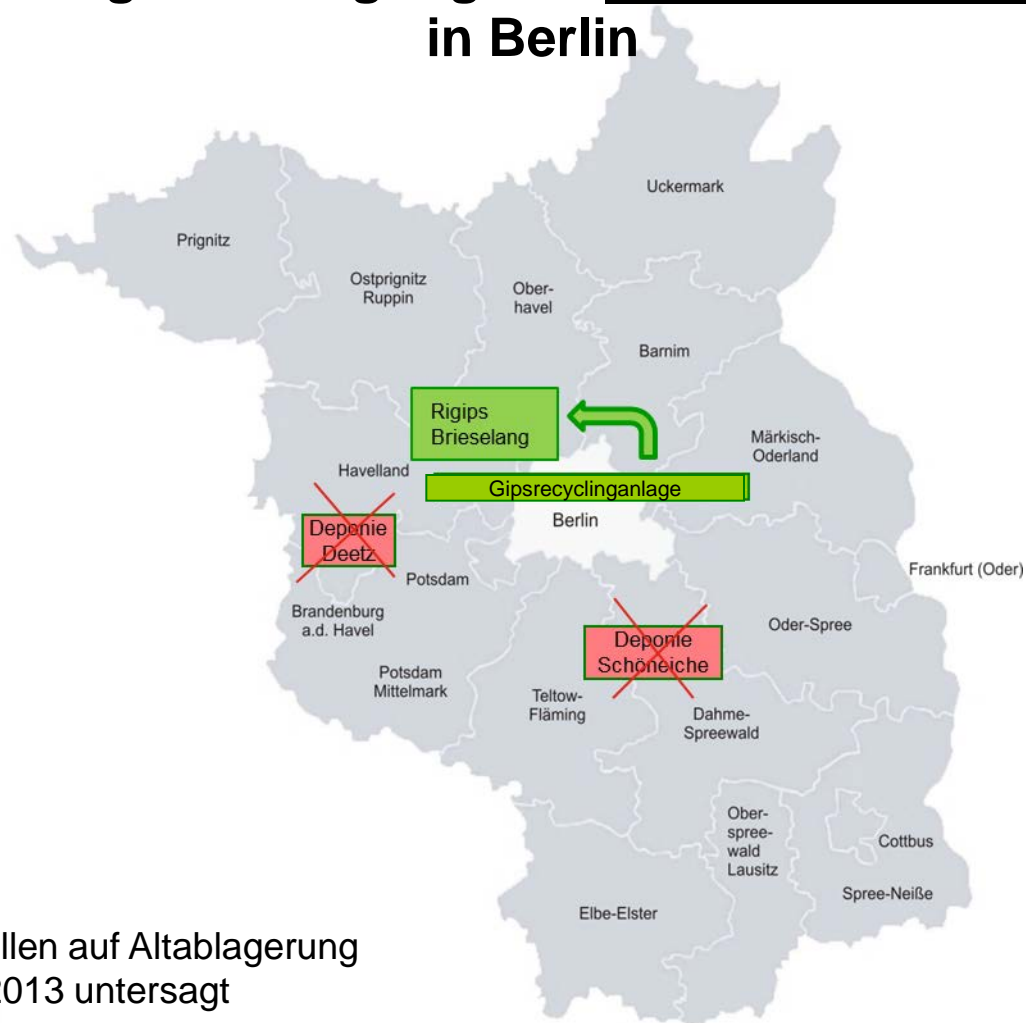 in Berlin
Uckermark
Prignitz
Ostprignitz
Ruppin
Ober-
havel
Barnim
Rigips
Brieselang
Märkisch-
Oderland
Havelland
Gipsrecyclinganlage
Berlin
Deponie
Deetz
Potsdam
Frankfurt (Oder)
Brandenburg
a.d. Havel
Oder-Spree
Deponie
Schöneiche
Potsdam
Mittelmark
Teltow-
Fläming
Dahme-
Spreewald
Ober-
spree-
wald
Lausitz
Cottbus
Spree-Neiße
Elbe-Elster
llen auf Altablagerung
2013 untersagt